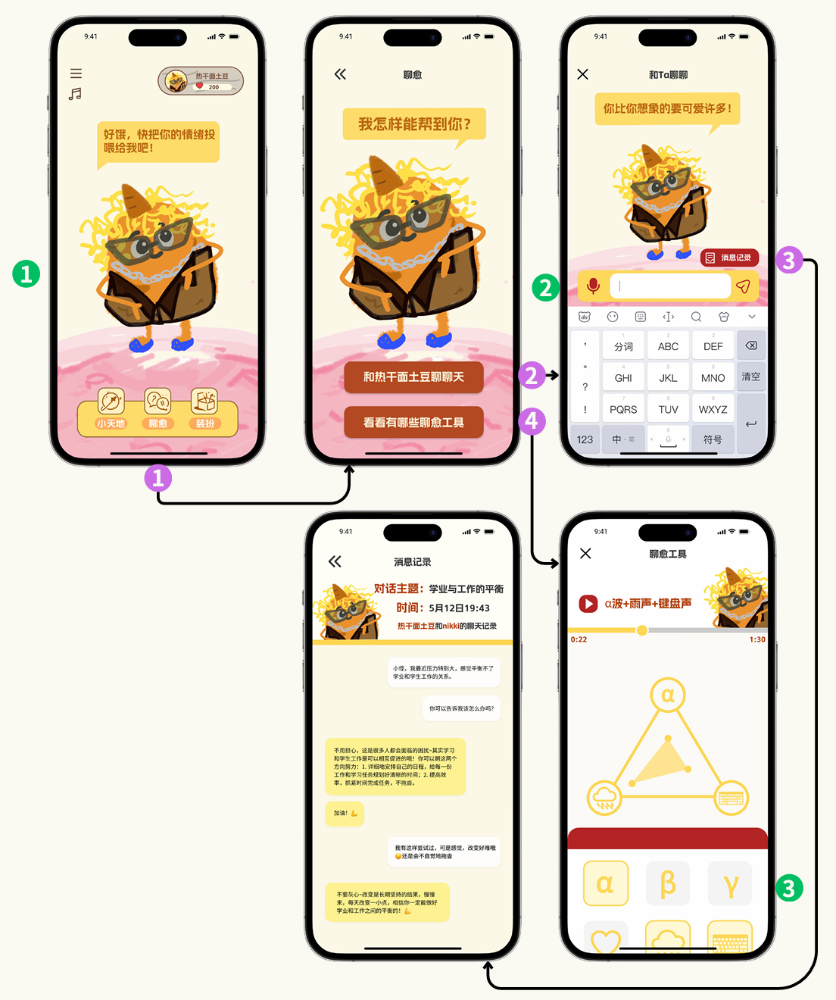 9:41
热干面土豆
200
好饿，快把你的情绪投
喂给我吧！
1
小天地
聊愈
装扮
1
9:41
聊愈
我怎样能帮到你？
和热干面土豆聊聊天
2
看看有哪些聊愈工具
4
9:41
和Ta聊聊
你比你想象的要可爱许多！
消息记录
3
2
du
，
1
分词
2
ABC
3
DEF
。
4
GHI
5
JKL
6
MNO
清空
？
7
PQRS
8
TUV
9
WXYZ
！
123
中·英
0
符号
9:41
消息记录
对话主题：学业与工作的平衡
时间：5月12日19:43
热干面土豆和nikki的聊天记录
小怪，我最近压力特别大，感觉平衡不了
学业和学生工作的关系。
你可以告诉我该怎么办吗？
不用担心，这是很多人都会面临的困扰~其实学习
和学生工作是可以相互促进的哦！你可以朝这两个
方向努力：1. 详细地安排自己的日程，给每一份
工作和学习任务规划好清晰的时间；2. 提高效
率，抓紧时间完成任务，不拖沓。
加油！💪
我有这样尝试过，可是感觉，改变好难哦
😔还是会不自觉地拖沓
不要灰心~改变是长期坚持的结果，慢慢
来，每天改变一小点，相信你一定能做好
学业和工作之间的平衡的！💪
9:41
聊愈工具
α波+雨声+键盘声
0:22
1:30
α
α
β
γ
3